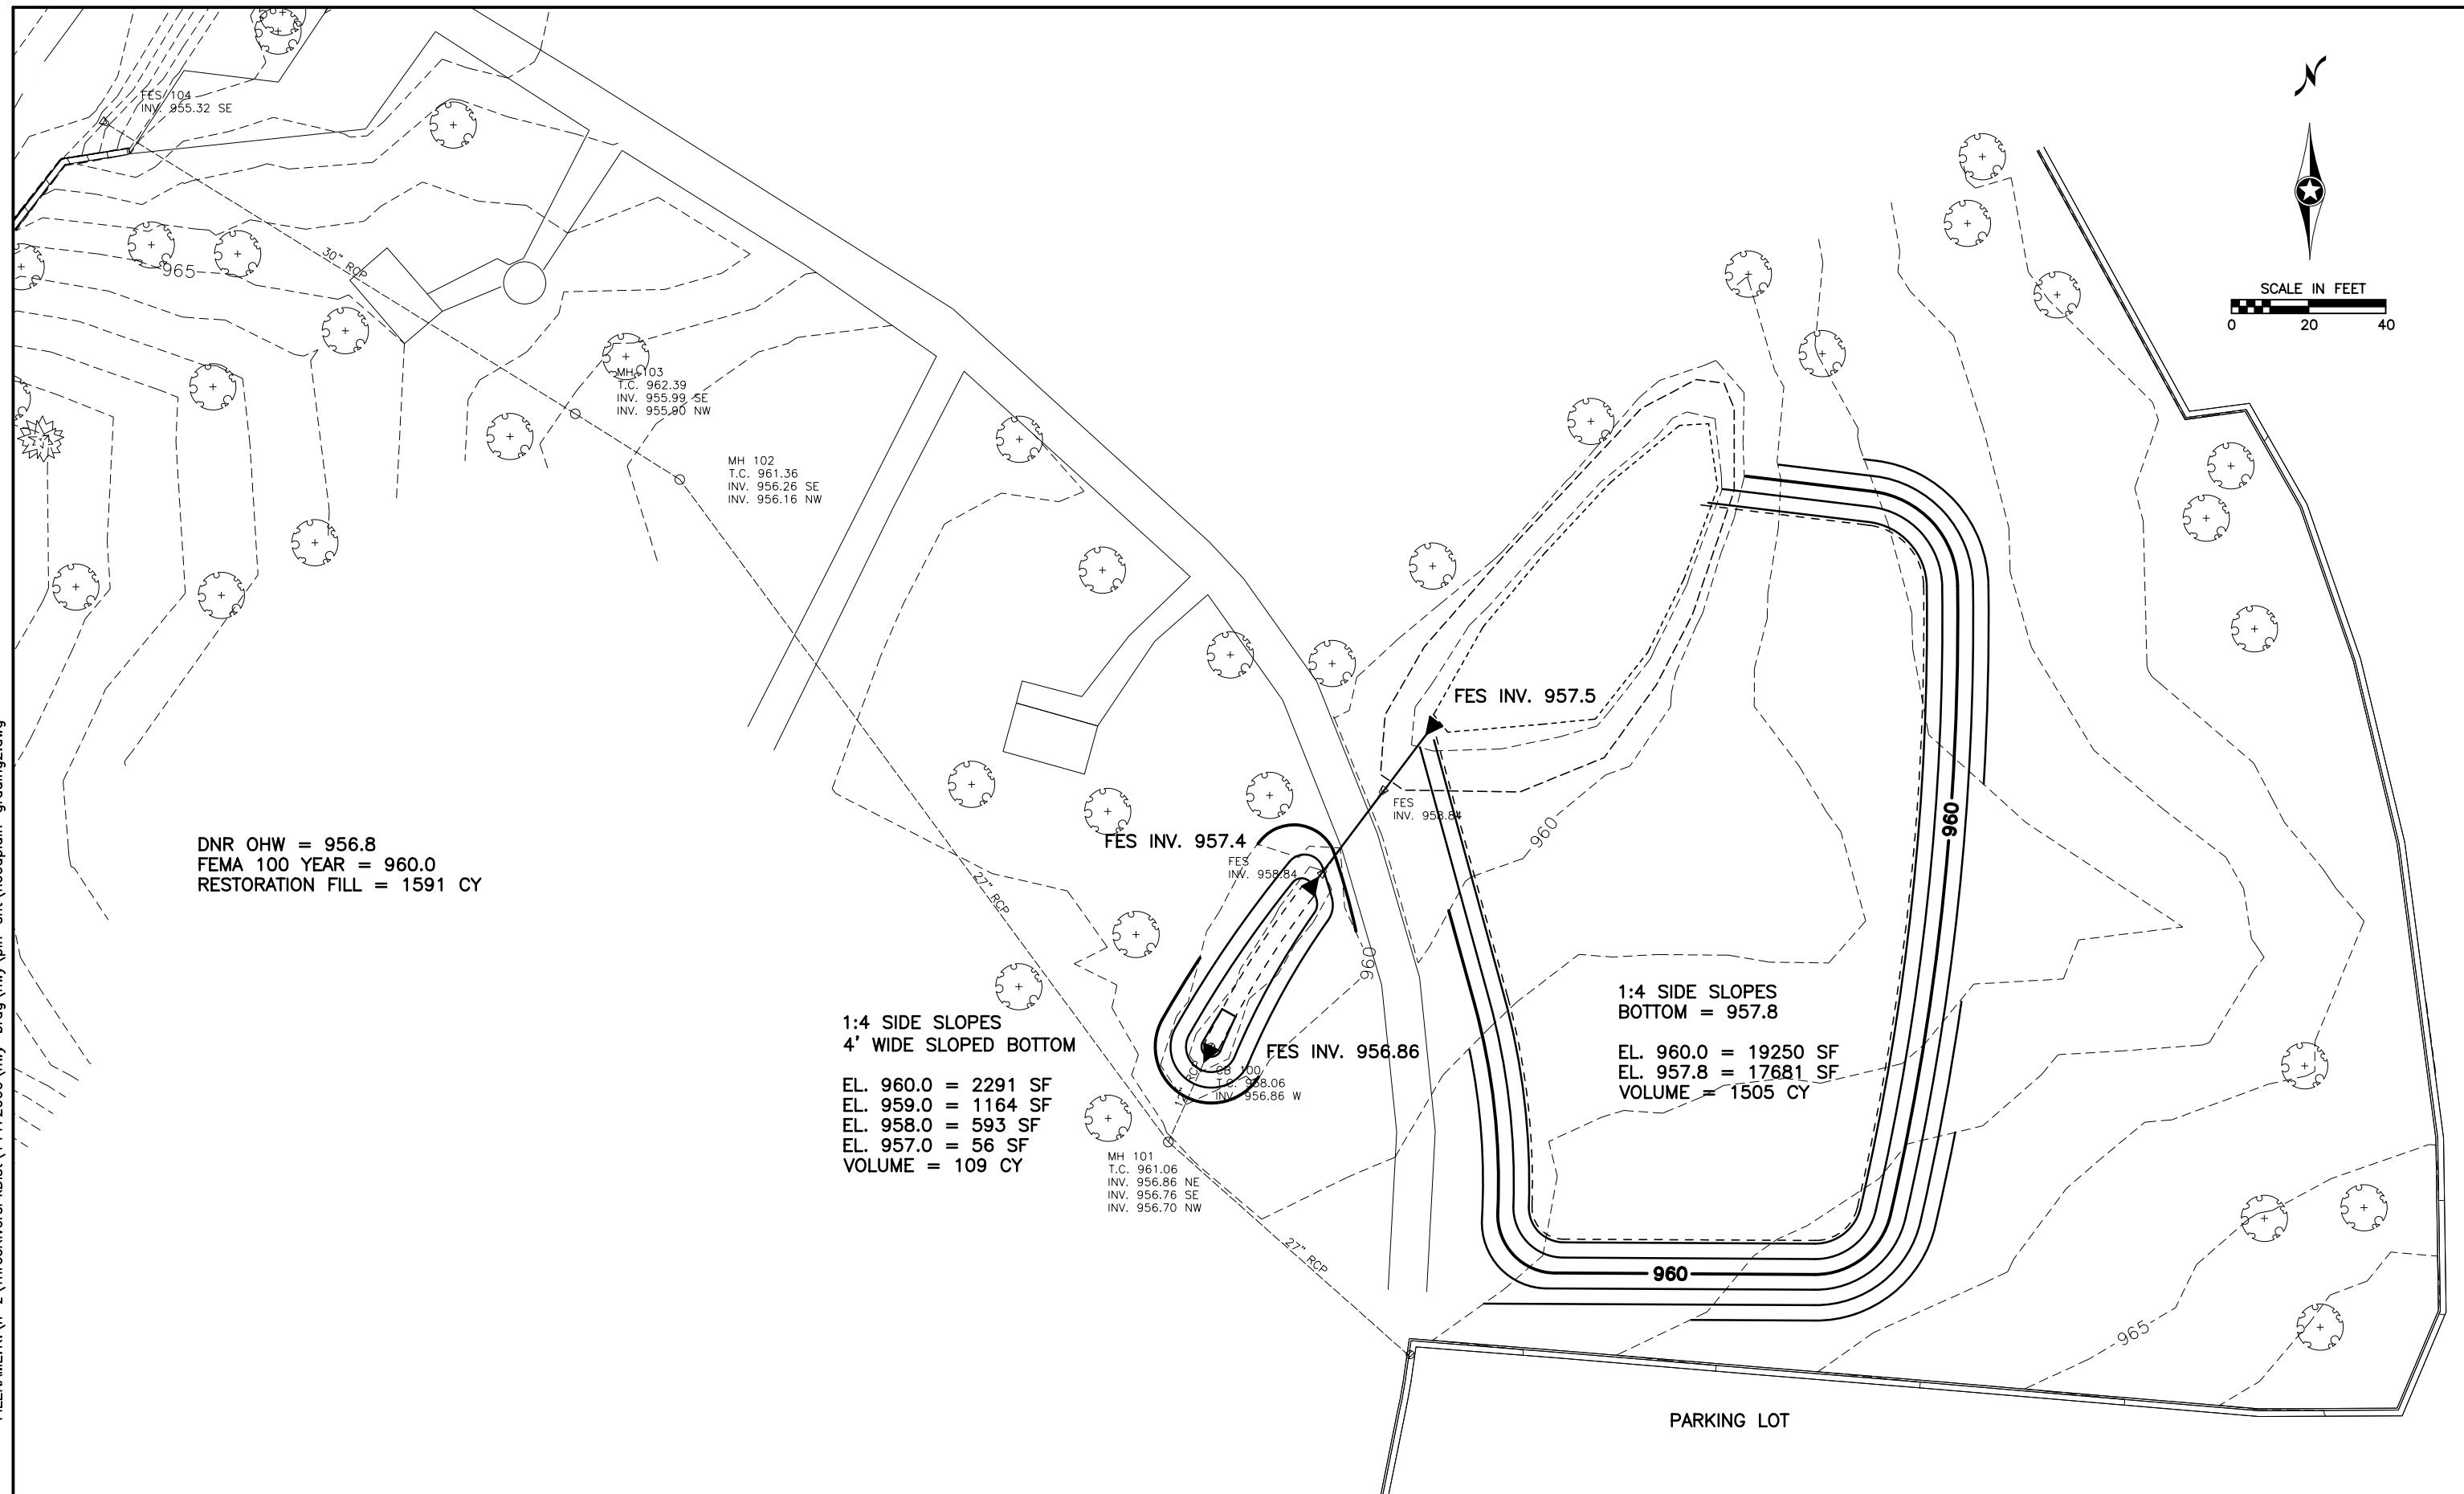 FES 104
INV. 955.32 SE
SCALE IN FEET
0 20 40
965
30" RCP
MH 103
T.C. 962.39
INV. 955.99 SE
INV. 955.90 NW
MH 102
T.C. 961.36
INV. 956.26 SE
INV. 956.16 NW
FES INV. 957.5
FES
INV. 958.84
960
960
FES INV. 957.4
FES
INV. 958.84
DNR OHW = 956.8
FEMA 100 YEAR = 960.0
RESTORATION FILL = 1591 CY
27" RCP
960
1:4 SIDE SLOPES
BOTTOM = 957.8
EL. 960.0 = 19250 SF
EL. 957.8 = 17681 SF
VOLUME = 1505 CY
1:4 SIDE SLOPES
4' WIDE SLOPED BOTTOM
EL. 960.0 = 2291 SF
EL. 959.0 = 1164 SF
EL. 958.0 = 593 SF
EL. 957.0 = 56 SF
VOLUME = 109 CY
FES INV. 956.86
CB 100
T.C. 958.06
INV. 956.86 W
MH 101
T.C. 961.06
INV. 956.86 NE
INV. 956.76 SE
INV. 956.70 NW
27" RCP
960
965
PARKING LOT